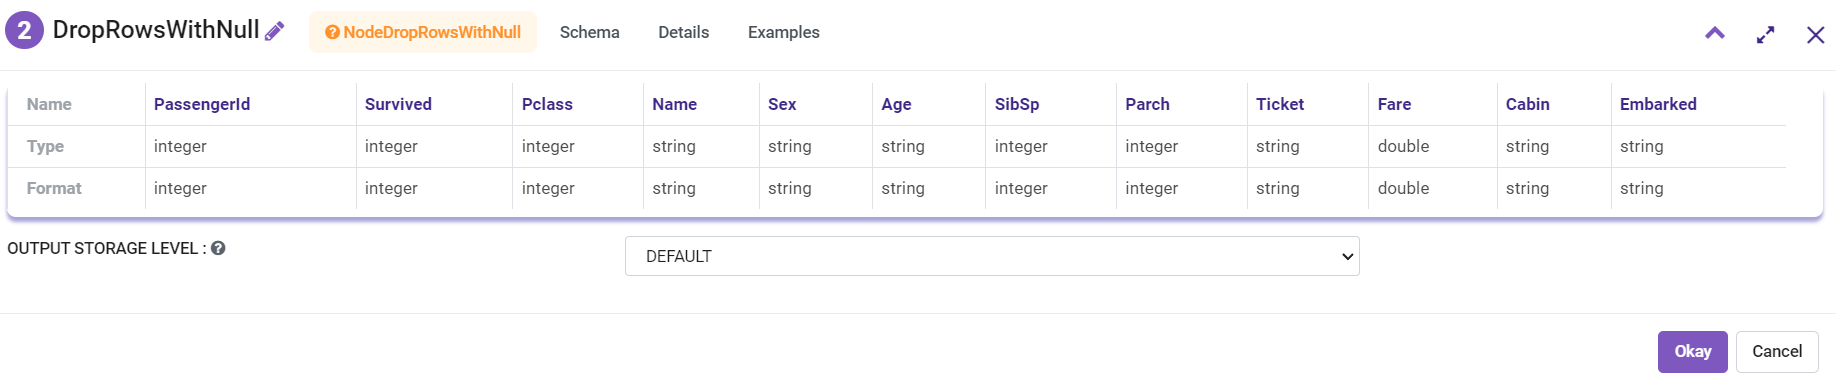 2 DropRowsWithNull NodeDropRowsWithNull Schema Details Examples
Name PassengerId Survived Pclass Name Sex Age SibSp Parch Ticket Fare Cabin Embarked
Type integer integer integer string string string integer integer string double string string
Format integer integer integer string string string integer integer string double string string
OUTPUT STORAGE LEVEL : DEFAULT
Okay Cancel